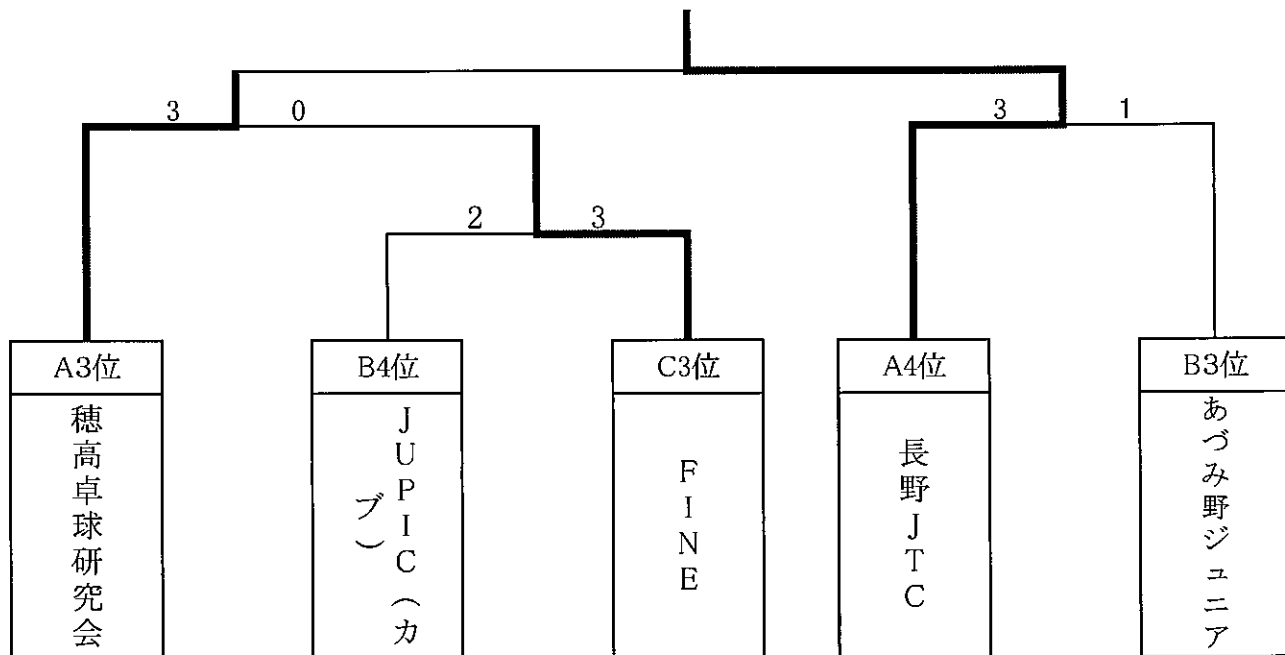 3 0 3 1
2 3
A3位
穂高卓球研究会
B4位
JUPIC(カ
ブ)
C3位
FINE
A4位
長野JTC
B3位
あづみ野ジュニア